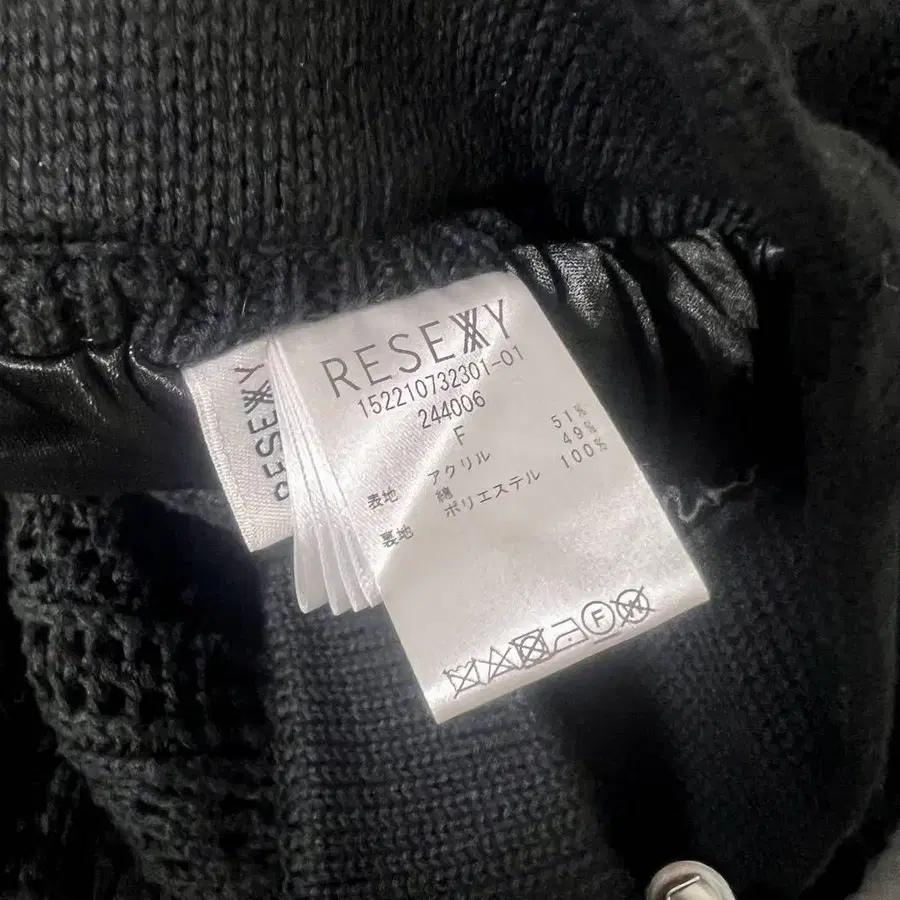 RESEXXY
152210732301-01
244006
F
表地 アクリル 51%
綿 49%
裏地 ポリエステル 100%
RESEXXY
F W